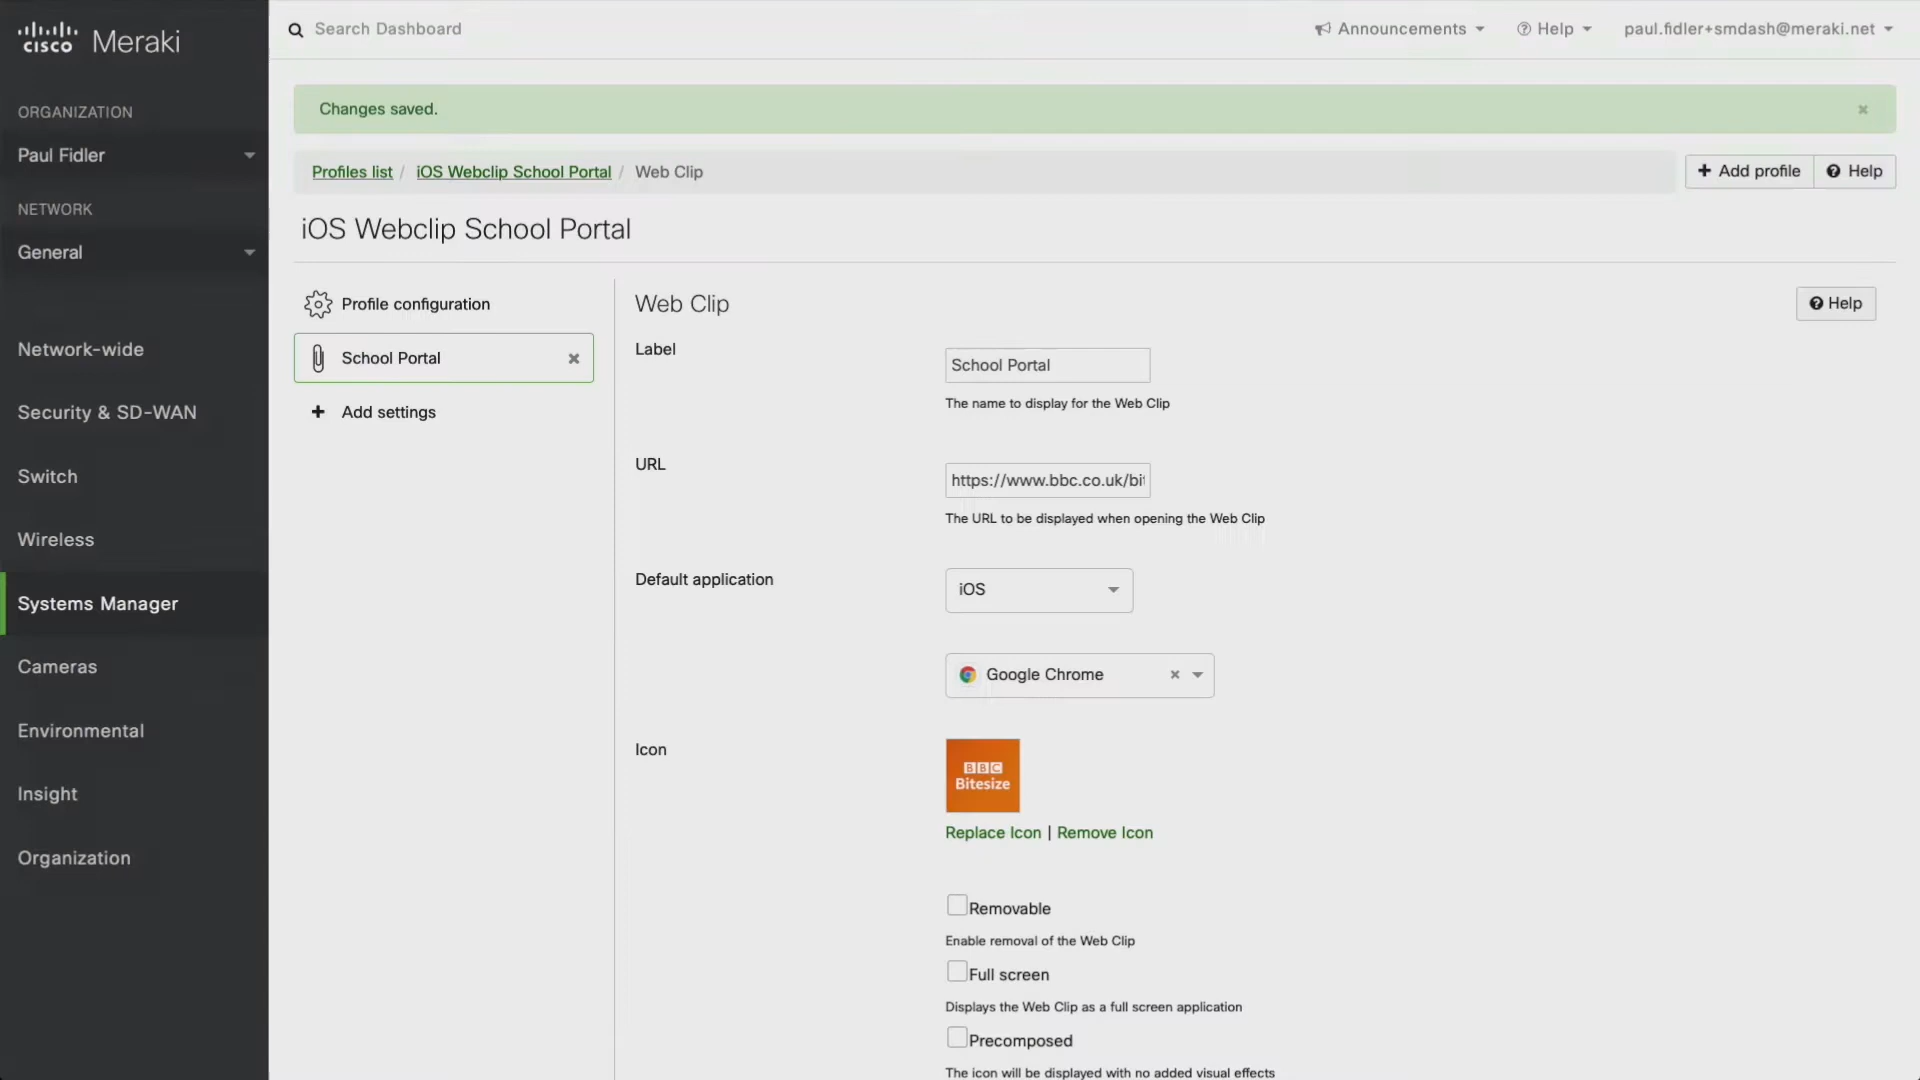 CISCO Meraki
Search Dashboard
Announcements
Help
paul.fidler+smdash@meraki.net
ORGANIZATION
Paul Fidler
NETWORK
General
Network-wide
Security & SD-WAN
Switch
Wireless
Systems Manager
Cameras
Environmental
Insight
Organization
Changes saved.
×
Profiles list / iOS Webclip School Portal / Web Clip
+ Add profile
Help
iOS Webclip School Portal
Profile configuration
School Portal ×
+ Add settings
Web Clip
Help
Label
School Portal
The name to display for the Web Clip
URL
https://www.bbc.co.uk/bi
The URL to be displayed when opening the Web Clip
Default application
iOS
Google Chrome ×
Icon
BBC
Bitesize
Replace Icon | Remove Icon
Removable
Enable removal of the Web Clip
Full screen
Displays the Web Clip as a full screen application
Precomposed
The icon will be displayed with no added visual effects